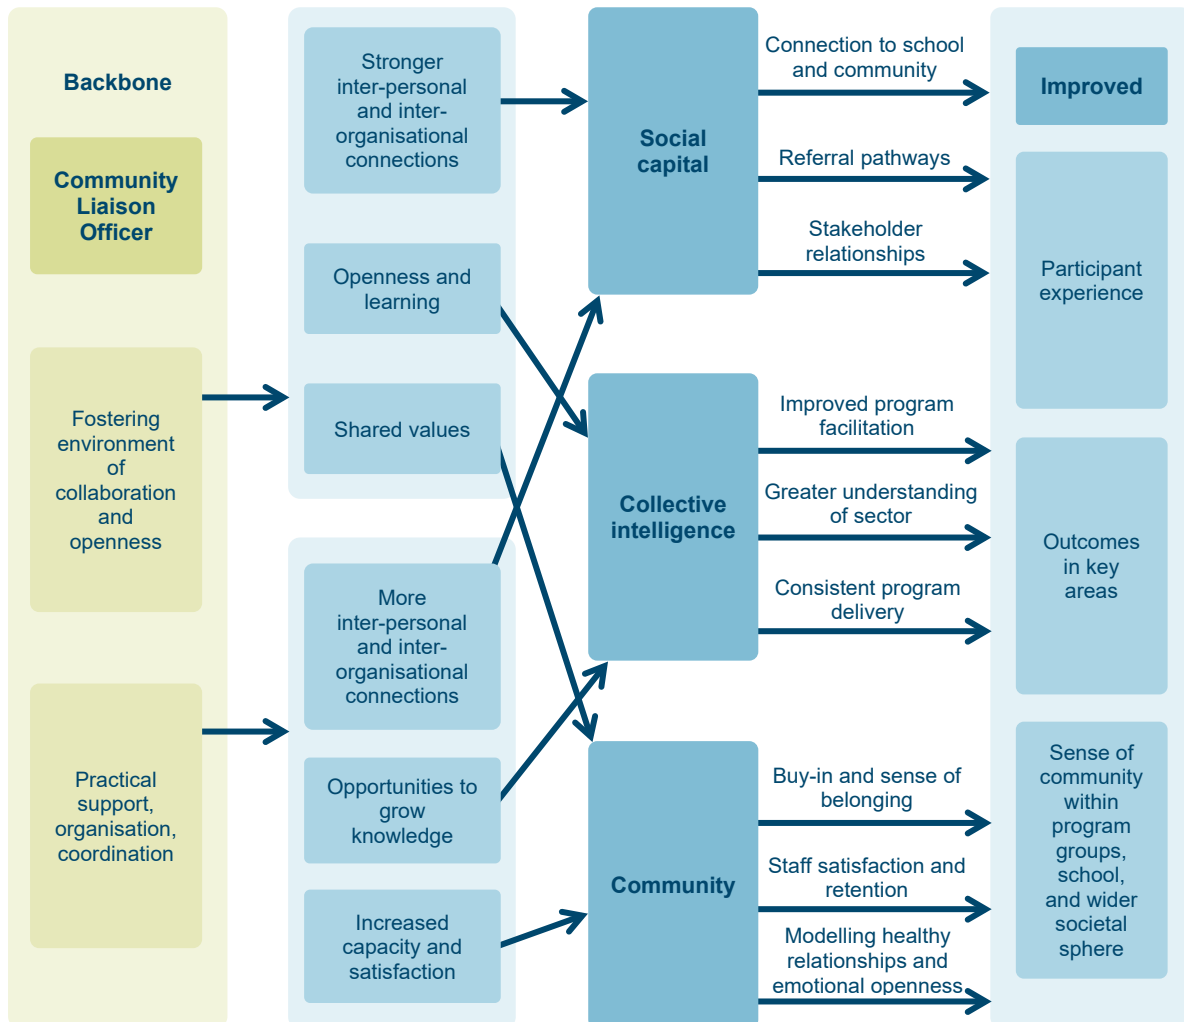 Backbone
Community
Liaison
Officer
Fostering
environment
of
collaboration
and
openness
Practical
support,
organisation,
coordination
Stronger
inter-personal
and inter-
organisational
connections
Openness and
learning
Shared values
More
inter-personal
and inter-
organisational
connections
Opportunities to
grow
knowledge
Increased
capacity and
satisfaction
Social
capital
Collective
intelligence
Community
Connection to school
and community
Referral pathways
Stakeholder
relationships
Improved program
facilitation
Greater understanding
of sector
Consistent program
delivery
Buy-in and sense of
belonging
Staff satisfaction and
retention
Modelling healthy
relationships and
emotional openness
Improved
Participant
experience
Outcomes
in key
areas
Sense of
community
within
program
groups,
school,
and wider
societal
sphere